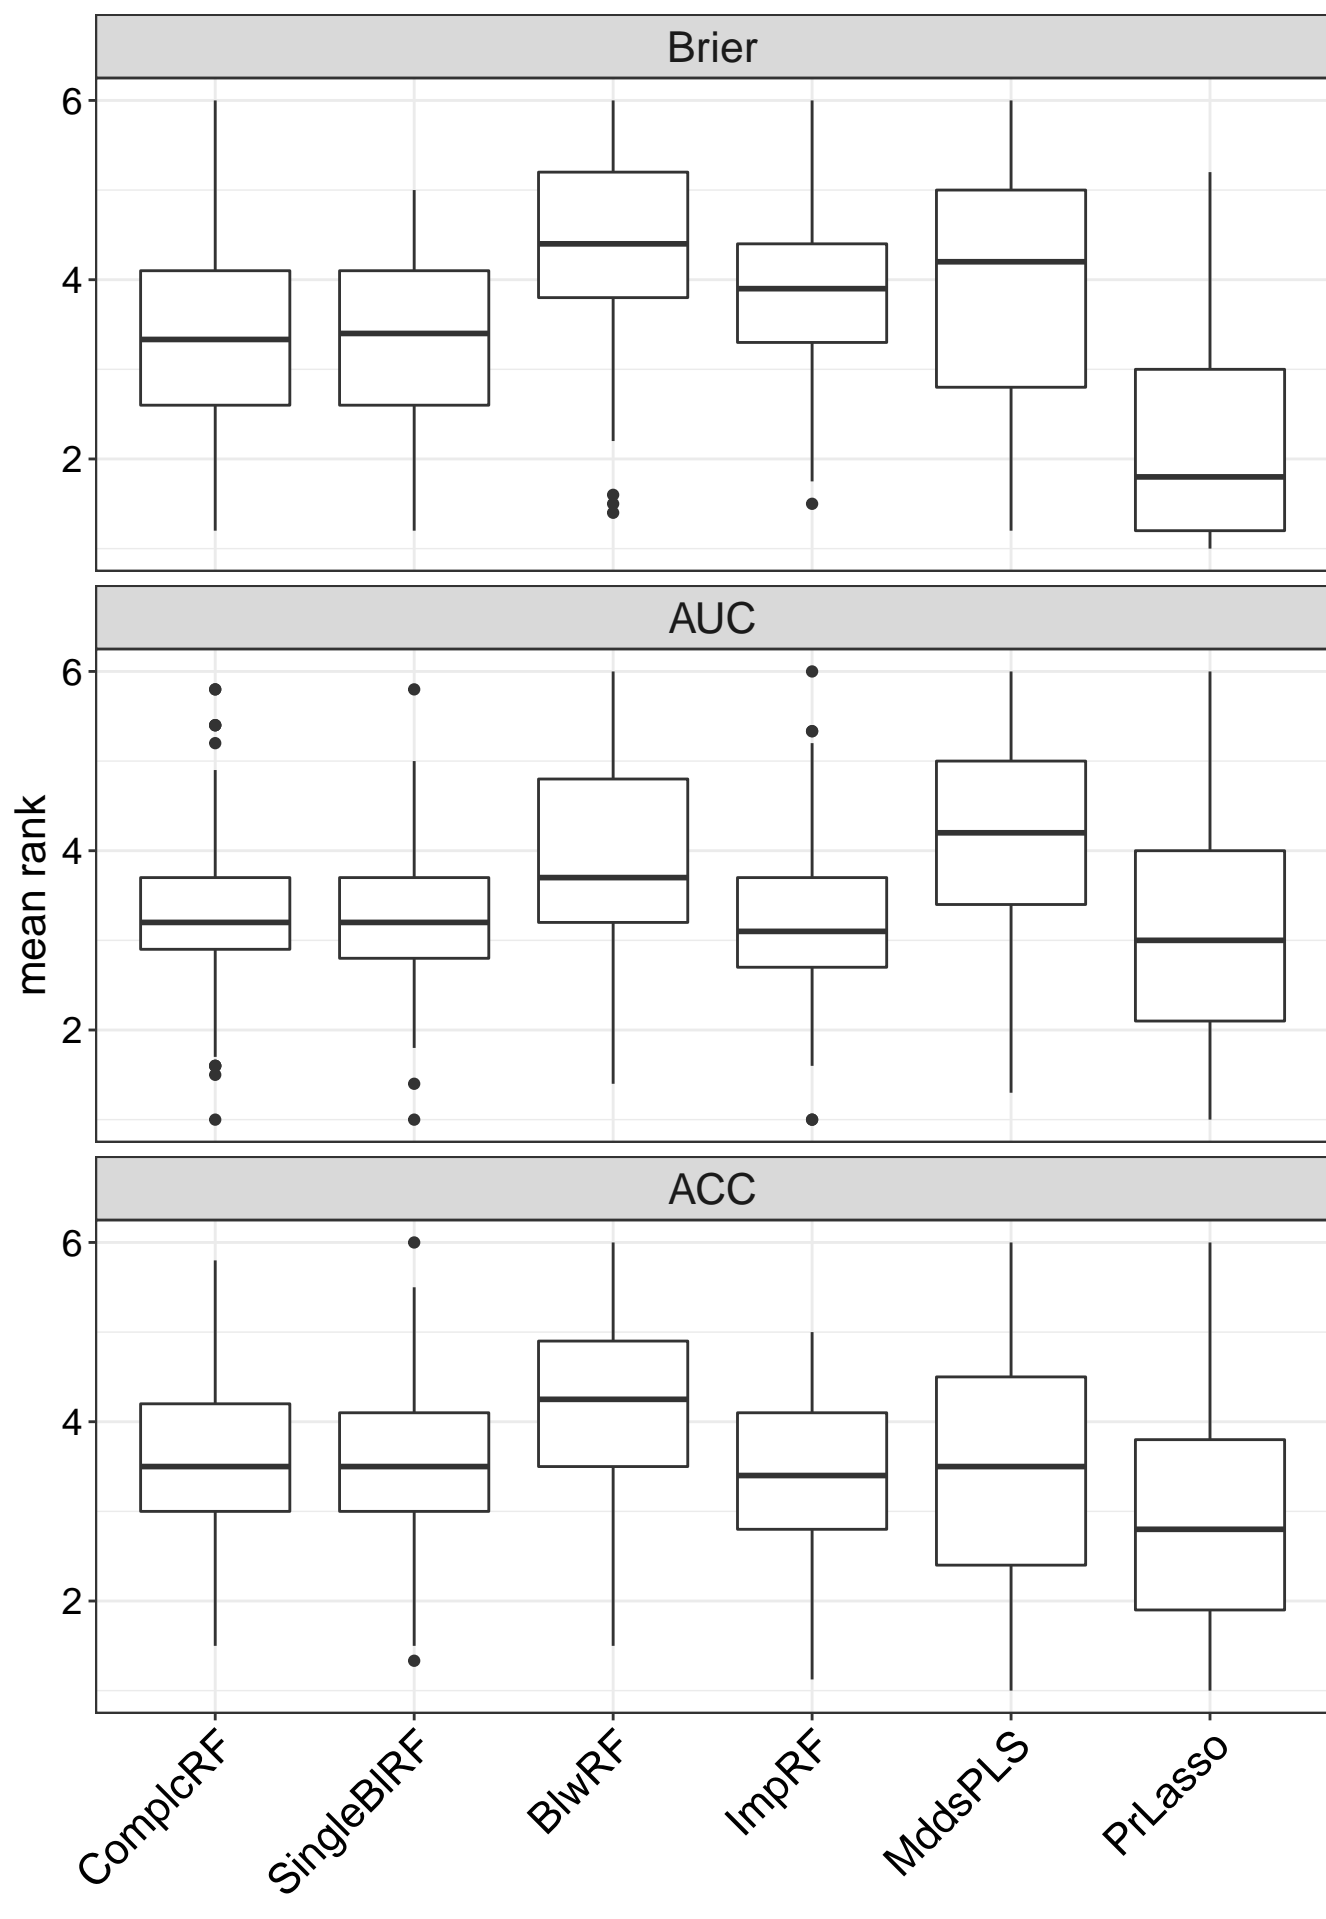 Brier
6
4
2
AUC
6
4
2
mean rank
ACC
6
4
2
ComplcRF
SingleBlRF
BlwRF
ImpRF
MddsPLS
PrLasso